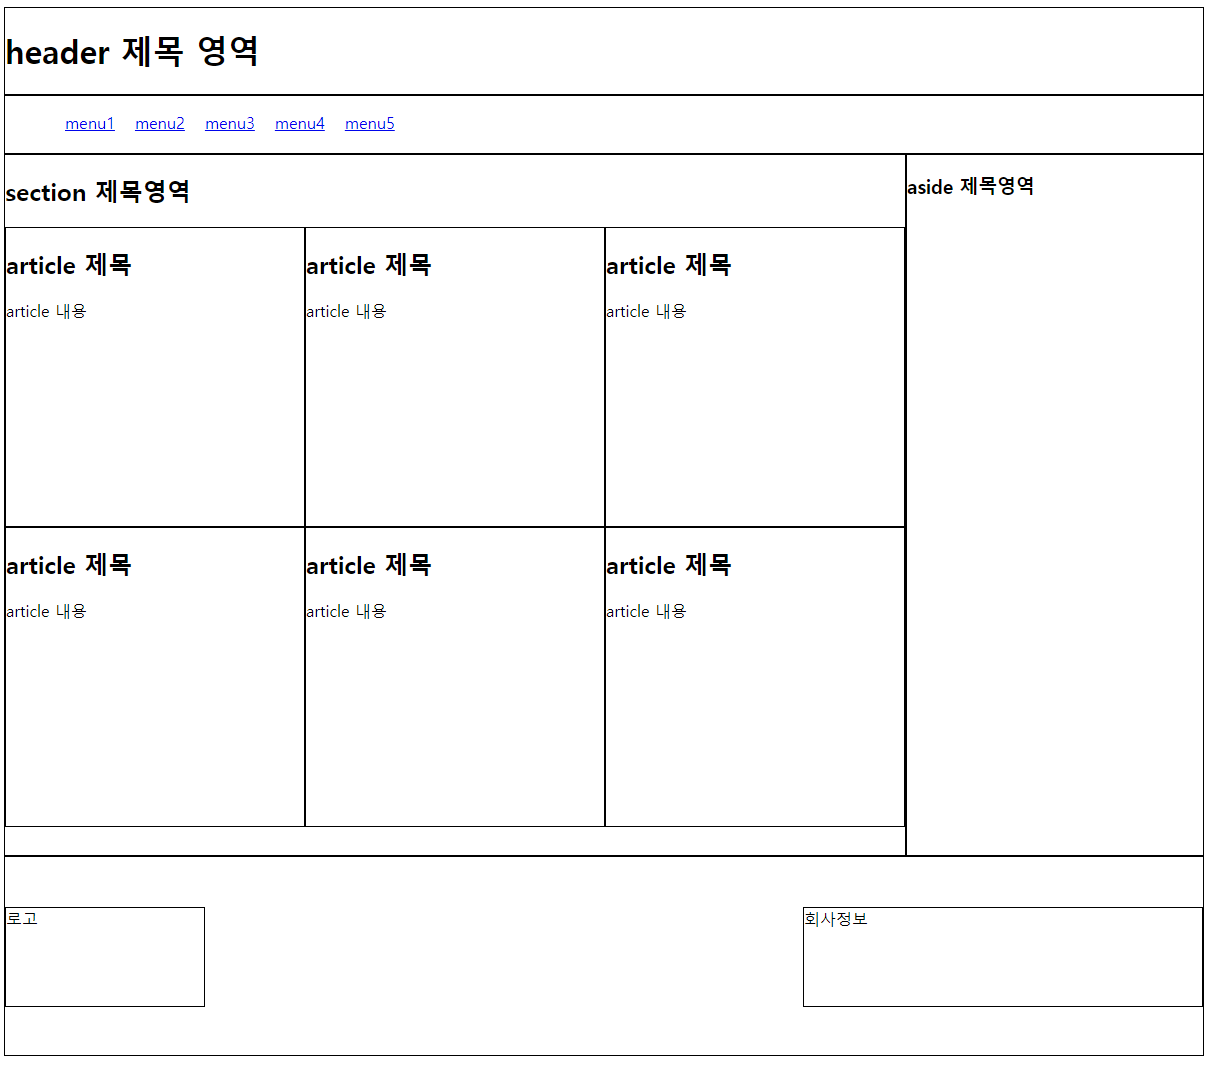 header 제목 영역
menu1 menu2 menu3 menu4 menu5
section 제목영역
aside 제목영역
article 제목 article 제목 article 제목
article 내용 article 내용 article 내용
article 제목 article 제목 article 제목
article 내용 article 내용 article 내용
로고 회사정보